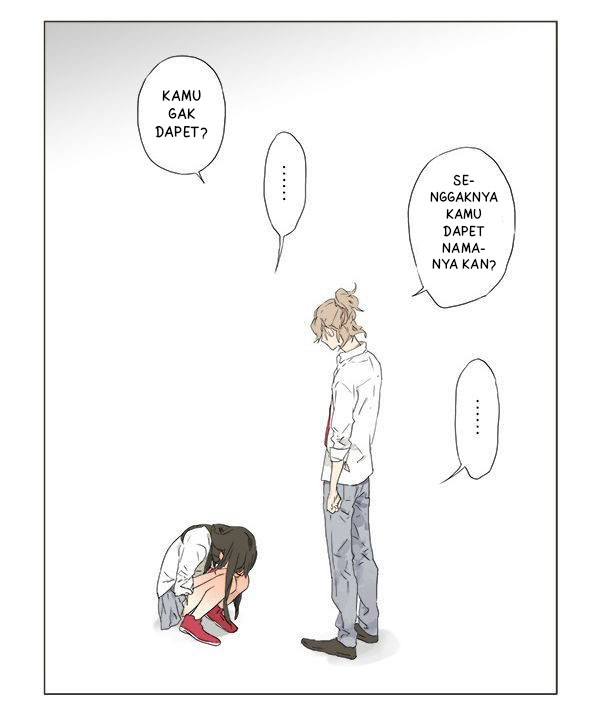 KAMU
GAK
DAPET?
......
SE-
NGGAKNYA
KAMU
DAPET
NAMA-
NYA KAN?
......